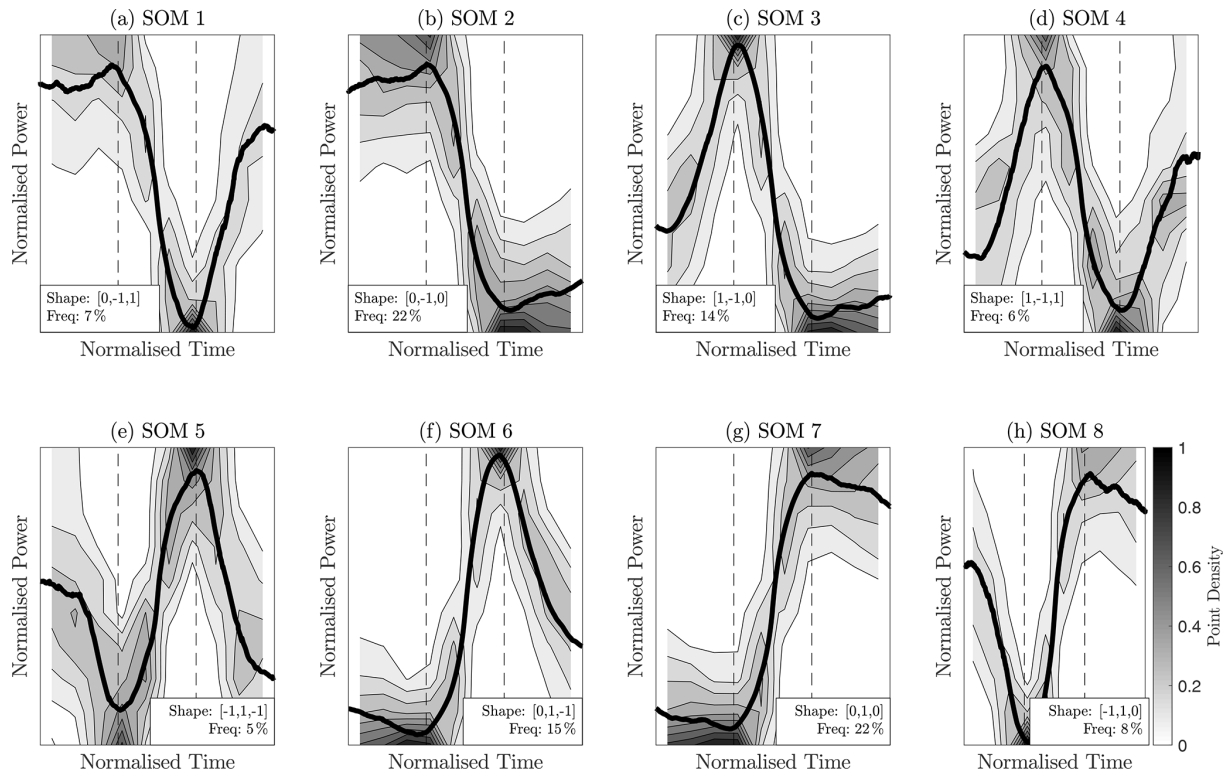 (a) SOM 1
(b) SOM 2
(c) SOM 3
(d) SOM 4
Normalised Power
Shape: [0,-1,1]
Freq: 7%
Normalised Time
Normalised Power
Shape: [0,-1,0]
Freq: 22%
Normalised Time
Normalised Power
Shape: [1,-1,0]
Freq: 14%
Normalised Time
Normalised Power
Shape: [1,-1,1]
Freq: 6%
Normalised Time
(e) SOM 5
(f) SOM 6
(g) SOM 7
(h) SOM 8
Normalised Power
Shape: [-1,1,-1]
Freq: 5%
Normalised Time
Normalised Power
Shape: [0,1,-1]
Freq: 15%
Normalised Time
Normalised Power
Shape: [0,1,0]
Freq: 22%
Normalised Time
Normalised Power
Shape: [-1,1,0]
Freq: 8%
Normalised Time
1
0.8
0.6
0.4
0.2
0
Point Density